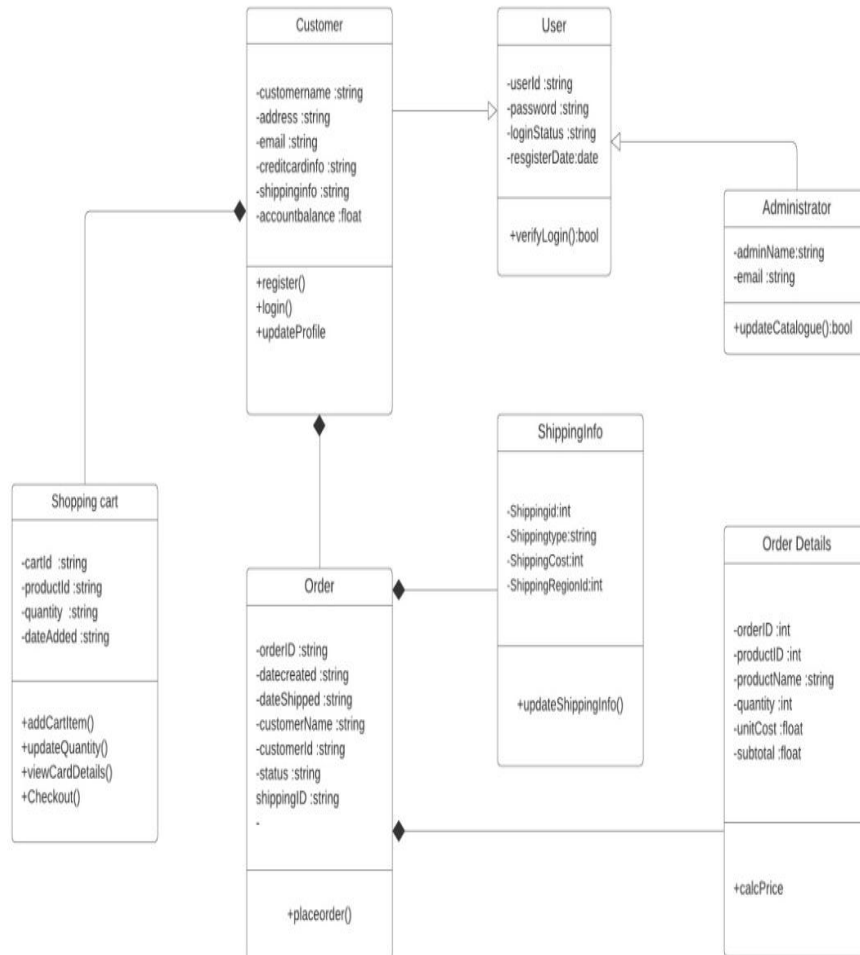 Customer
-customername :string
-address :string
-email :string
-creditcardinfo :string
-shippinginfo :string
-accountbalance :float
+register()
+login()
+updateProfile
User
-userId :string
-password :string
-loginStatus :string
-resgisterDate:date
+verifyLogin():bool
Administrator
-adminName:string
-email :string
+updateCatalogue():bool
Shopping cart
-cartId :string
-productId :string
-quantity :string
-dateAdded :string
+addCartItem()
+updateQuantity()
+viewCardDetails()
+Checkout()
Order
-orderID :string
-datecreated :string
-dateShipped :string
-customerName :string
-customerId :string
-status :string
shippingID :string
-
+placeorder()
ShippingInfo
-Shippingid:int
-Shippingtype:string
-ShippingCost:int
-ShippingRegionId:int
+updateShippingInfo()
Order Details
-orderID :int
-productID :int
-productName :string
-quantity :int
-unitCost :float
-subtotal :float
+calcPrice